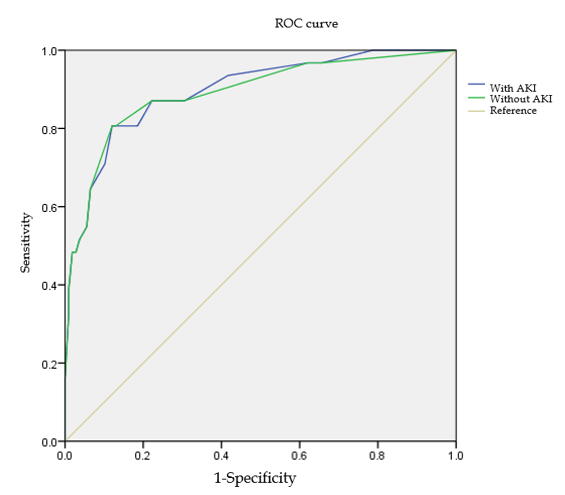 ROC curve
1.0
0.8
0.6
0.4
0.2
0.0
Sensitivity
0.0 0.2 0.4 0.6 0.8 1.0
1-Specificity
With AKI
Without AKI
Reference